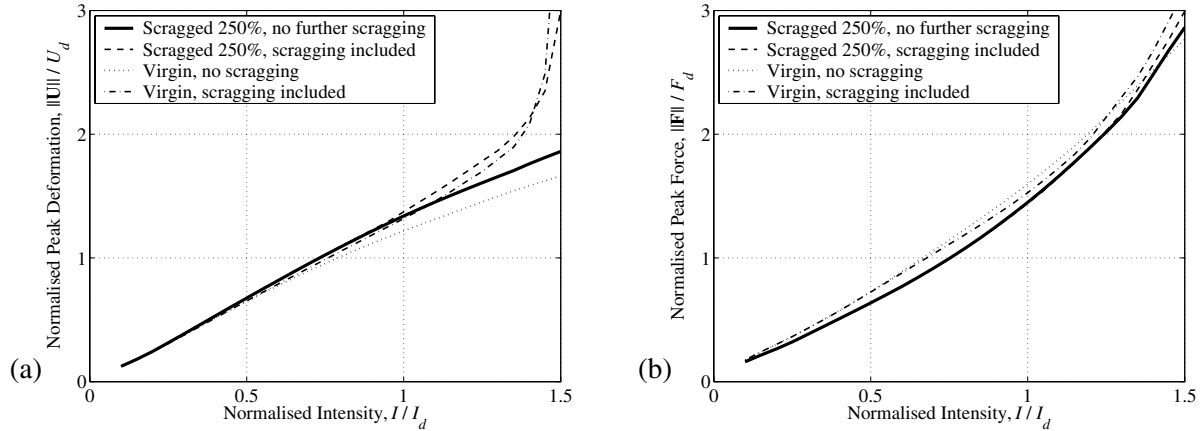 3
2
1
0
Normalised Peak Deformation, ||U|| / U_d
Scragged 250%, no further scragging
Scragged 250%, scragging included
Virgin, no scragging
Virgin, scragging included
0
0.5
1
1.5
Normalised Intensity, I / I_d
(a)
3
2
1
0
Normalised Peak Force, ||F|| / F_d
Scragged 250%, no further scragging
Scragged 250%, scragging included
Virgin, no scragging
Virgin, scragging included
0
0.5
1
1.5
Normalised Intensity, I / I_d
(b)